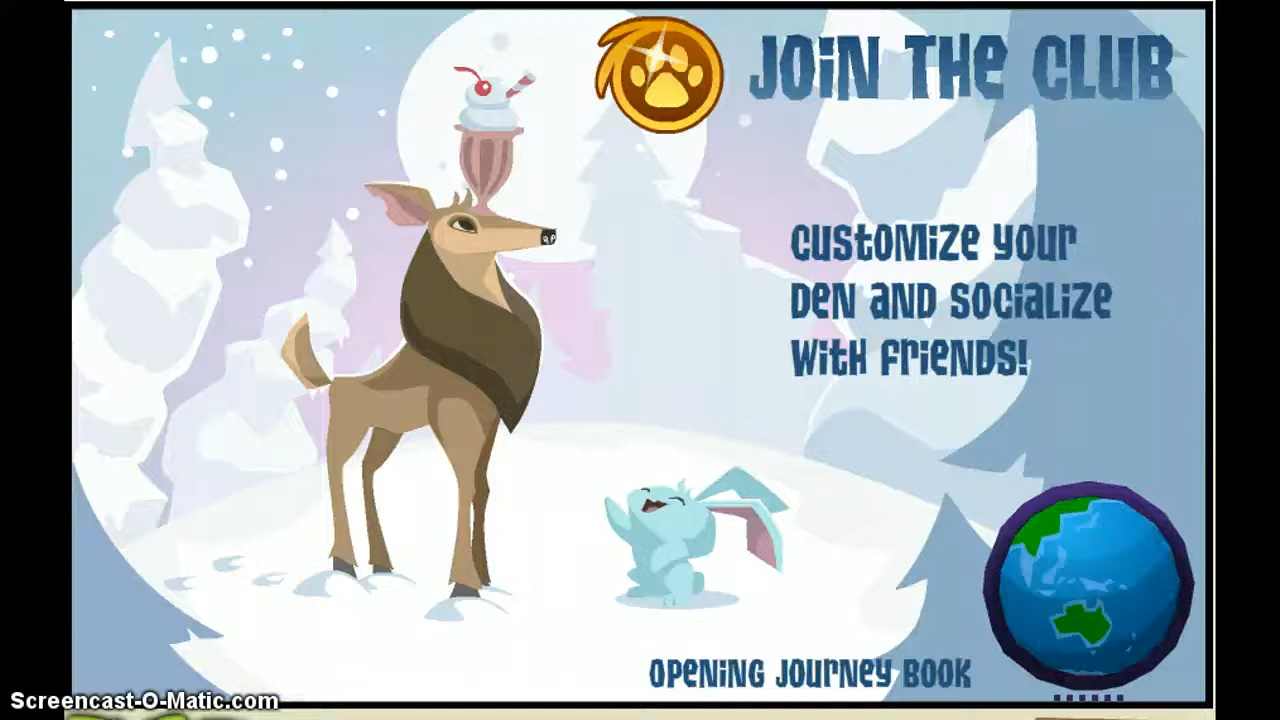 JOIN THE CLUB
CUSTOMIZE YOUR
DEN AND SOCIALIZE
WITH FRIENDS!
OPENING JOURNEY BOOK
Screencast-O-Matic.com